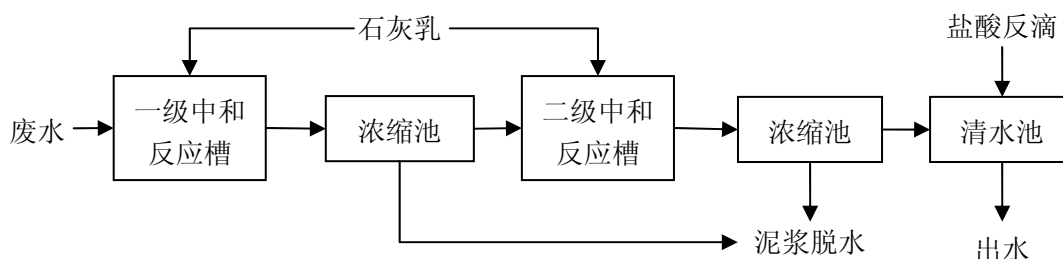 石灰乳
盐酸反滴
废水
一级中和
反应槽
浓缩池
二级中和
反应槽
浓缩池
清水池
泥浆脱水
出水